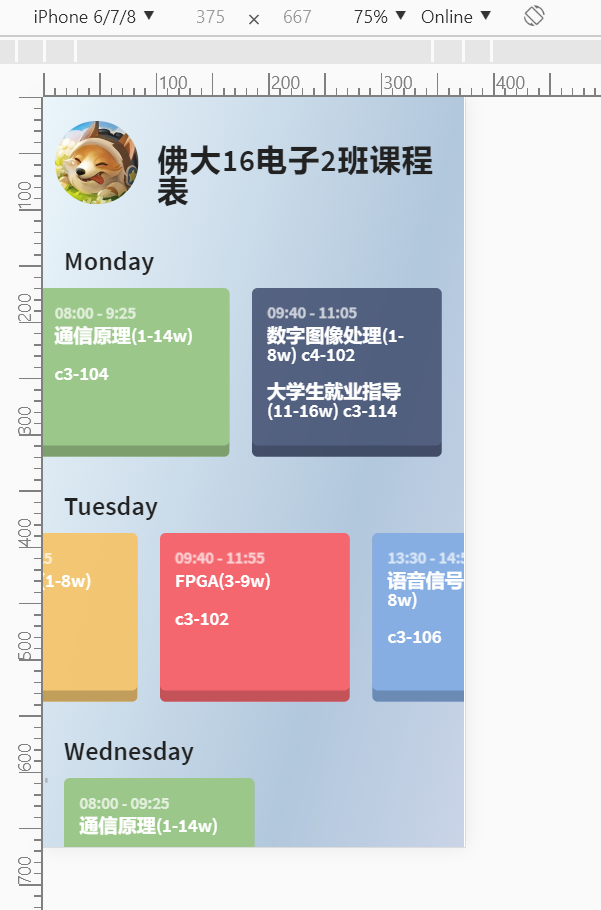 iPhone 6/7/8 ▼ 375 × 667 75% ▼ Online ▼
100 200 300 400
100
200
300
400
500
600
700
佛大16电子2班课程
表
Monday
08:00 - 9:25
通信原理(1-14w)
c3-104
09:40 - 11:05
数字图像处理(1-
8w) c4-102
大学生就业指导
(11-16w) c3-114
Tuesday
5
(1-8w)
09:40 - 11:55
FPGA(3-9w)
c3-102
13:30 - 14:5
语音信号
8w)
c3-106
Wednesday
08:00 - 09:25
通信原理(1-14w)